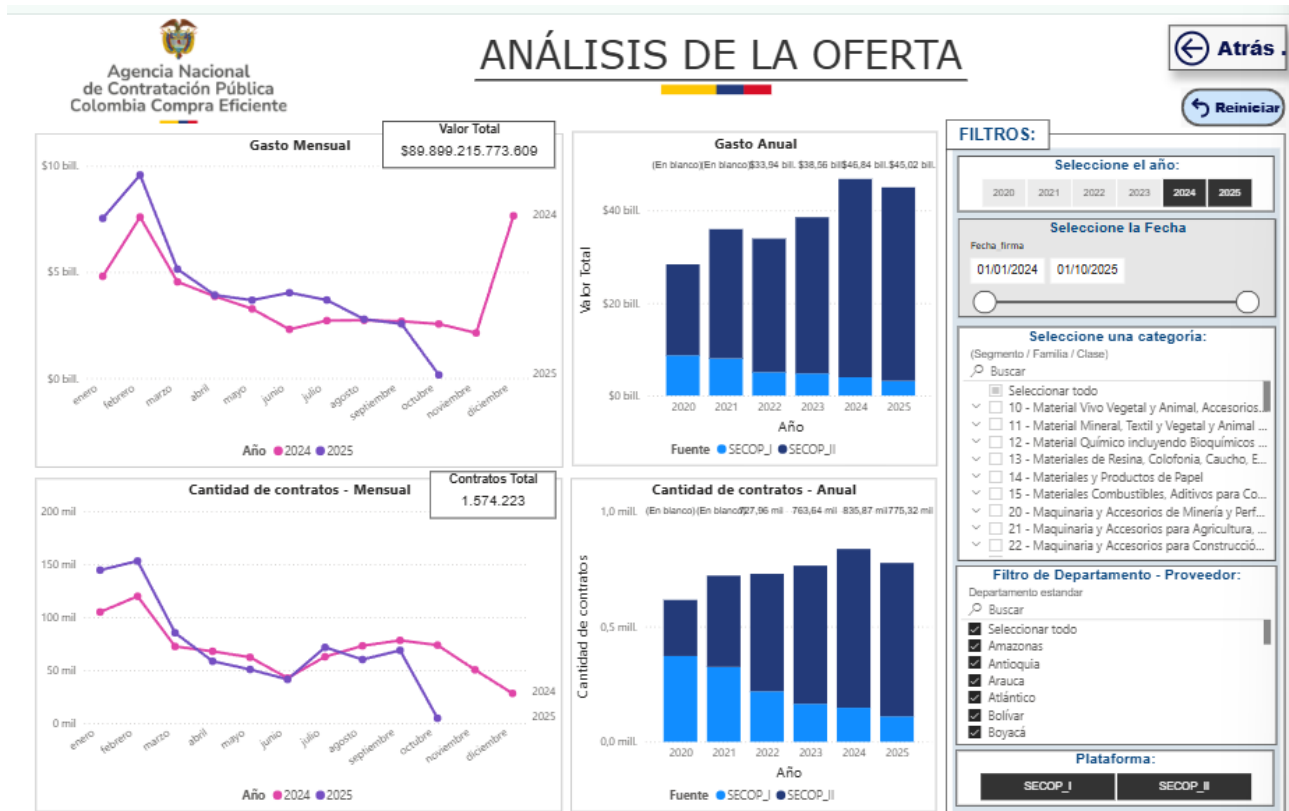 Agencia Nacional
de Contratación Pública
Colombia Compra Eficiente
ANÁLISIS DE LA OFERTA
Atrás .
Reiniciar
Gasto Mensual
Valor Total
$89.899.215.773.609
$10 bill.
$5 bill.
$0 bill.
2024
2025
enero
febrero
marzo
abril
mayo
junio
julio
agosto
septiembre
octubre
noviembre
diciembre
Año 2024 2025
Gasto Anual
(En blanco) (En blanco) $33,94 bill. $38,56 bill. $46,84 bill. $45,02 bill.
Valor Total
$40 bill.
$20 bill.
$0 bill.
2020 2021 2022 2023 2024 2025
Año
Fuente SECOP_I SECOP_II
Cantidad de contratos - Mensual
Contratos Total
1.574.223
200 mil
150 mil
100 mil
50 mil
0 mil
2024
2025
enero
febrero
marzo
abril
mayo
junio
julio
agosto
septiembre
octubre
noviembre
diciembre
Año 2024 2025
Cantidad de contratos - Anual
(En blanco) (En blanco) 727,96 mil 763,64 mil 835,87 mil 775,32 mil
Cantidad de contratos
1,0 mill.
0,5 mill.
0,0 mill.
2020 2021 2022 2023 2024 2025
Año
Fuente SECOP_I SECOP_II
FILTROS:
Seleccione el año:
2020 2021 2022 2023 2024 2025
Seleccione la Fecha
Fecha firma
01/01/2024 01/10/2025
Seleccione una categoría:
(Segmento / Familia / Clase)
Buscar
Seleccionar todo
10 - Material Vivo Vegetal y Animal, Accesorios...
11 - Material Mineral, Textil y Vegetal y Animal ...
12 - Material Químico incluyendo Bioquímicos ...
13 - Materiales de Resina, Colofonia, Caucho, E...
14 - Materiales y Productos de Papel
15 - Materiales Combustibles, Aditivos para Co...
20 - Maquinaria y Accesorios de Minería y Perf...
21 - Maquinaria y Accesorios para Agricultura, ...
22 - Maquinaria y Accesorios para Construcció...
Filtro de Departamento - Proveedor:
Departamento estandar
Buscar
Seleccionar todo
Amazonas
Antioquia
Arauca
Atlántico
Bolívar
Boyacá
Plataforma:
SECOP_I SECOP_II